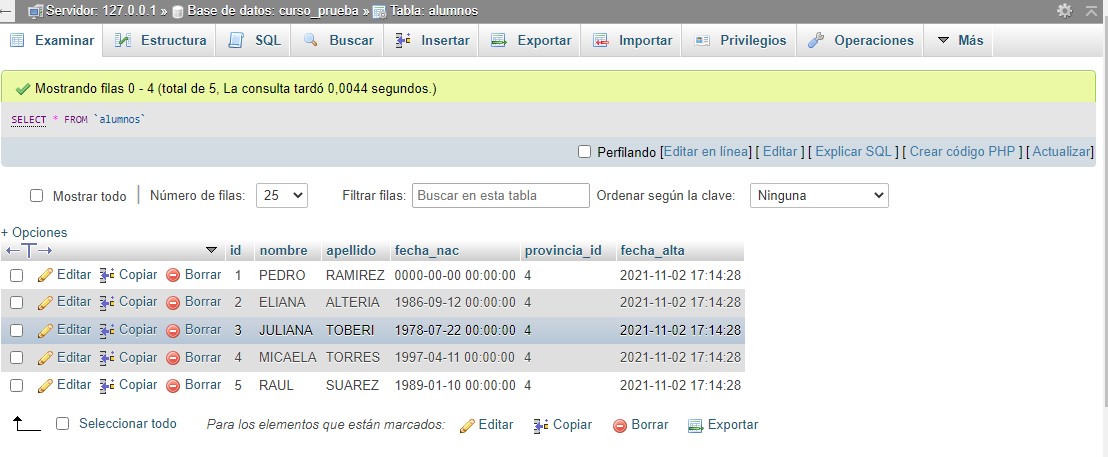 Servidor: 127.0.0.1 » Base de datos: curso_prueba » Tabla: alumnos
Examinar Estructura SQL Buscar Insertar Exportar Importar Privilegios Operaciones Más
Mostrando filas 0 - 4 (total de 5, La consulta tardó 0,0044 segundos.)
SELECT * FROM `alumnos`
Perfilando [Editar en línea] [ Editar ] [ Explicar SQL ] [ Crear código PHP ] [ Actualizar]
Mostrar todo | Número de filas: 25 Filtrar filas: Buscar en esta tabla Ordenar según la clave: Ninguna
+ Opciones
←T→ id nombre apellido fecha_nac provincia_id fecha_alta
Editar Copiar Borrar 1 PEDRO RAMIREZ 0000-00-00 00:00:00 4 2021-11-02 17:14:28
Editar Copiar Borrar 2 ELIANA ALTERIA 1986-09-12 00:00:00 4 2021-11-02 17:14:28
Editar Copiar Borrar 3 JULIANA TOBERI 1978-07-22 00:00:00 4 2021-11-02 17:14:28
Editar Copiar Borrar 4 MICAELA TORRES 1997-04-11 00:00:00 4 2021-11-02 17:14:28
Editar Copiar Borrar 5 RAUL SUAREZ 1989-01-10 00:00:00 4 2021-11-02 17:14:28
Seleccionar todo Para los elementos que están marcados: Editar Copiar Borrar Exportar